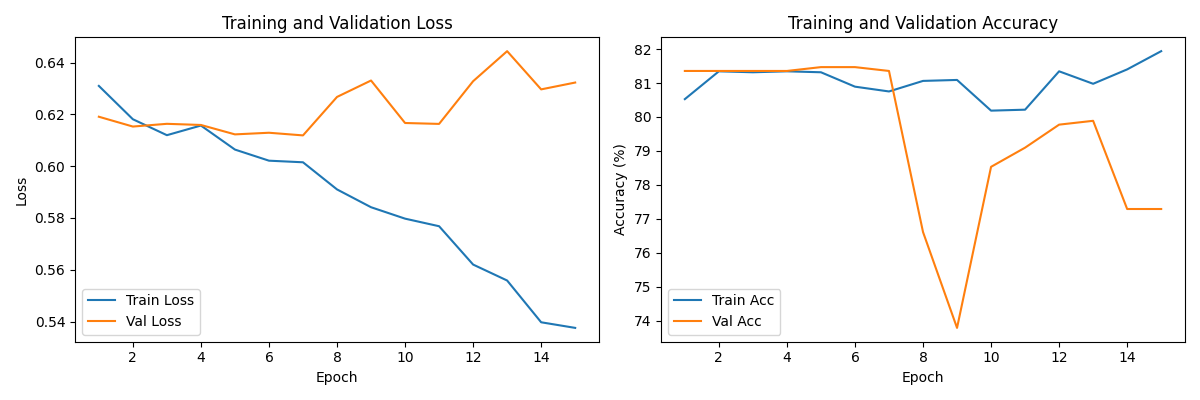 Training and Validation Loss
0.64
0.62
0.60
0.58
0.56
0.54
Loss
Train Loss
Val Loss
2 4 6 8 10 12 14
Epoch
Training and Validation Accuracy
82
81
80
79
78
77
76
75
74
Accuracy (%)
Train Acc
Val Acc
2 4 6 8 10 12 14
Epoch